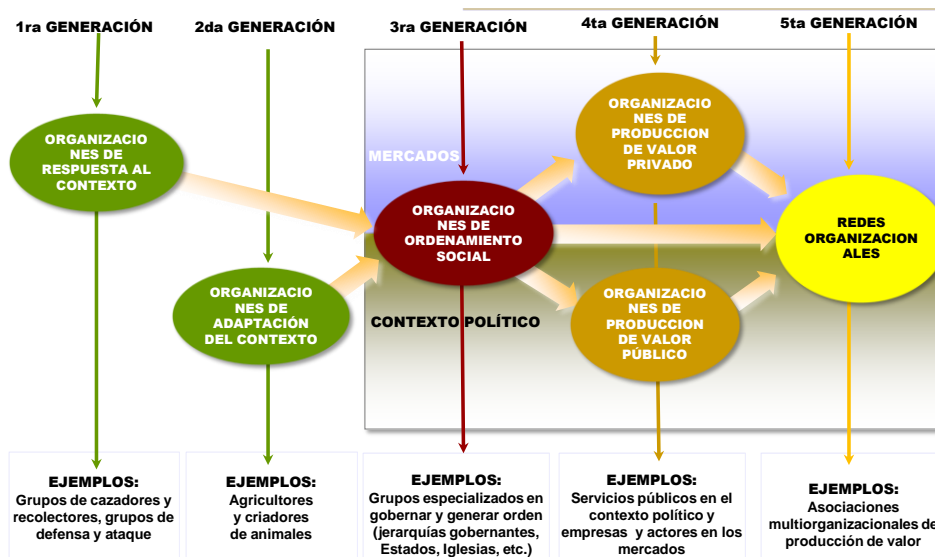 1ra GENERACIÓN
2da GENERACIÓN
3ra GENERACIÓN
4ta GENERACIÓN
5ta GENERACIÓN
ORGANIZACIO
NES DE
RESPUESTA AL
CONTEXTO
ORGANIZACIO
NES DE
ADAPTACIÓN
DEL CONTEXTO
MERCADOS
ORGANIZACIO
NES DE
ORDENAMIENTO
SOCIAL
CONTEXTO POLÍTICO
ORGANIZACIO
NES DE
PRODUCCION
DE VALOR
PRIVADO
ORGANIZACIO
NES DE
PRODUCCION
DE VALOR
PÚBLICO
REDES
ORGANIZACION
ALES
EJEMPLOS:
Grupos de cazadores y
recolectores, grupos de
defensa y ataque
EJEMPLOS:
Agricultores
y criadores
de animales
EJEMPLOS:
Grupos especializados en
gobernar y generar orden
(jerarquías gobernantes,
Estados, Iglesias, etc.)
EJEMPLOS:
Servicios públicos en el
contexto político y
empresas y actores en los
mercados
EJEMPLOS:
Asociaciones
multiorganizacionales de
producción de valor